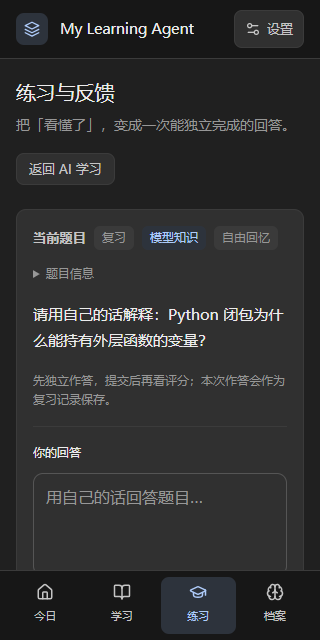 My Learning Agent
设置
练习与反馈
把「看懂了」，变成一次能独立完成的回答。
返回 AI 学习
当前题目 复习 模型知识 自由回忆
▶ 题目信息
请用自己的话解释：Python 闭包为什
么能持有外层函数的变量？
先独立作答，提交后再看评分；本次作答会作为
复习记录保存。
你的回答
用自己的话回答题目...
今日 学习 练习 档案